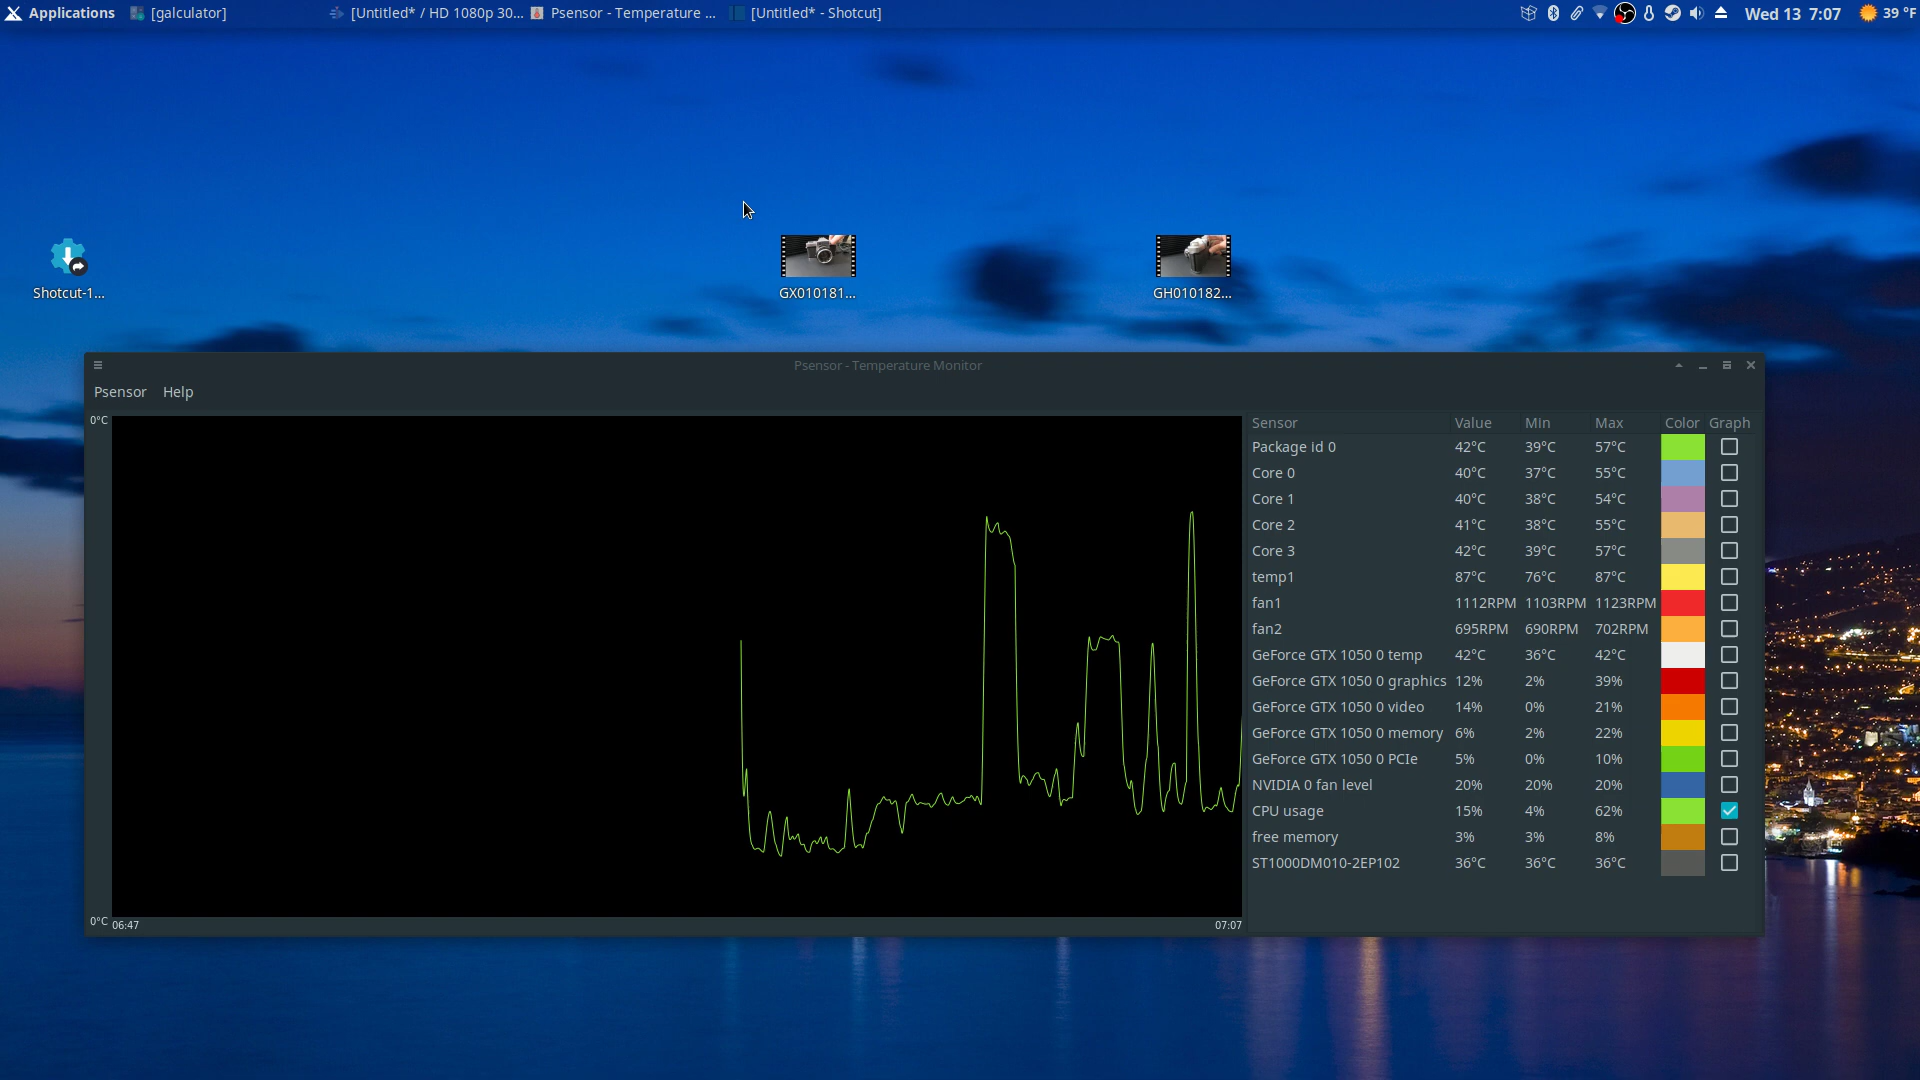 Applications [galculator] [Untitled* / HD 1080p 30... Psensor - Temperature ... [Untitled* - Shotcut] Wed 13 7:07 39 °F
Shotcut-1... GX010181... GH010182...
Psensor - Temperature Monitor
Psensor Help
0°C
0°C
06:47 07:07
Sensor Value Min Max Color Graph
Package id 0 42°C 39°C 57°C
Core 0 40°C 37°C 55°C
Core 1 40°C 38°C 54°C
Core 2 41°C 38°C 55°C
Core 3 42°C 39°C 57°C
temp1 87°C 76°C 87°C
fan1 1112RPM 1103RPM 1123RPM
fan2 695RPM 690RPM 702RPM
GeForce GTX 1050 0 temp 42°C 36°C 42°C
GeForce GTX 1050 0 graphics 12% 2% 39%
GeForce GTX 1050 0 video 14% 0% 21%
GeForce GTX 1050 0 memory 6% 2% 22%
GeForce GTX 1050 0 PCIe 5% 0% 10%
NVIDIA 0 fan level 20% 20% 20%
CPU usage 15% 4% 62%
free memory 3% 3% 8%
ST1000DM010-2EP102 36°C 36°C 36°C